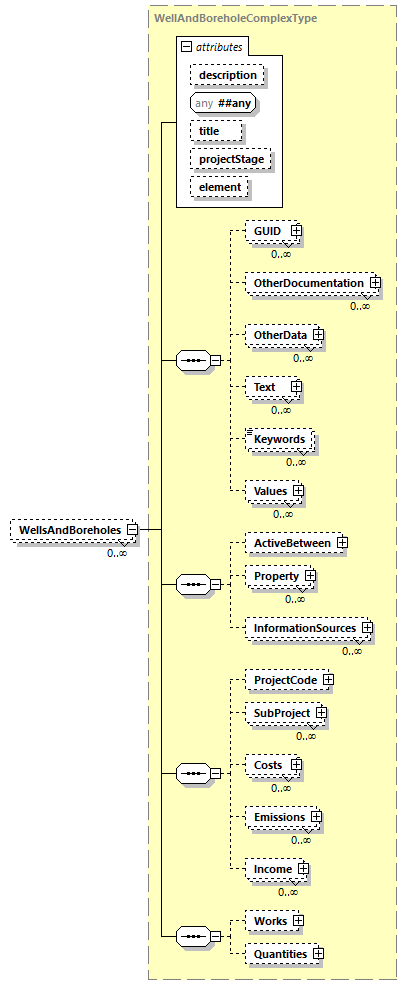 WellAndBoreholeComplexType
attributes
description
any ##any
title
projectStage
element
GUID
0..∞
OtherDocumentation
0..∞
OtherData
0..∞
Text
0..∞
Keywords
0..∞
Values
0..∞
WellsAndBoreholes
0..∞
ActiveBetween
Property
0..∞
InformationSources
0..∞
ProjectCode
SubProject
0..∞
Costs
0..∞
Emissions
0..∞
Income
0..∞
Works
Quantities